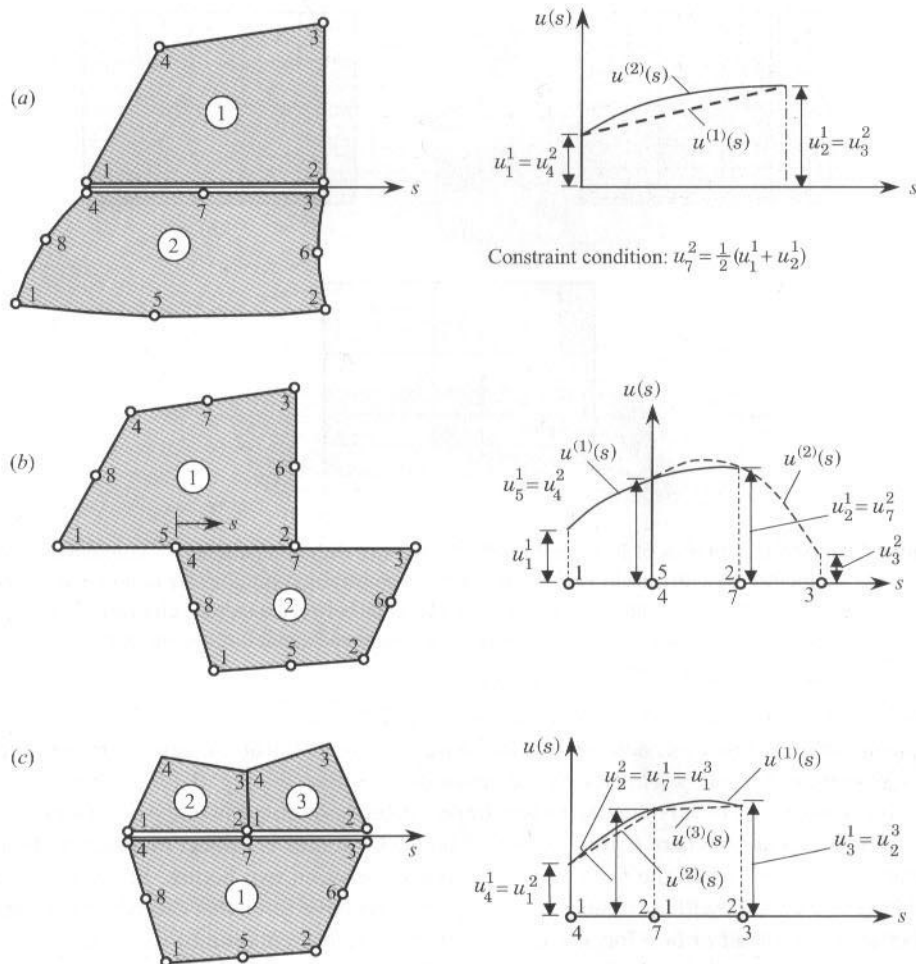 (a)
4
3
1
1
2
s
4
7
3
8
2
6
1
5
2
u(s)
u^{(2)}(s)
u^{(1)}(s)
u_1^1 = u_4^2
u_2^1 = u_3^2
s
Constraint condition: u_7^2 = \frac{1}{2} (u_1^1 + u_2^1)
(b)
4
7
3
8
1
6
1
5
s
2
4
7
3
8
2
6
1
5
2
u(s)
u^{(1)}(s)
u^{(2)}(s)
u_5^1 = u_4^2
u_2^1 = u_7^2
u_1^1
u_3^2
1
5
2
s
4
7
3
(c)
4
3
4
3
2
3
1
2
1
2
s
4
7
3
8
1
6
1
5
2
u(s)
u_2^2 = u_7^1 = u_1^3
u^{(1)}(s)
u^{(3)}(s)
u_4^1 = u_1^2
u^{(2)}(s)
u_3^1 = u_2^3
1
2
1
2
s
4
7
3